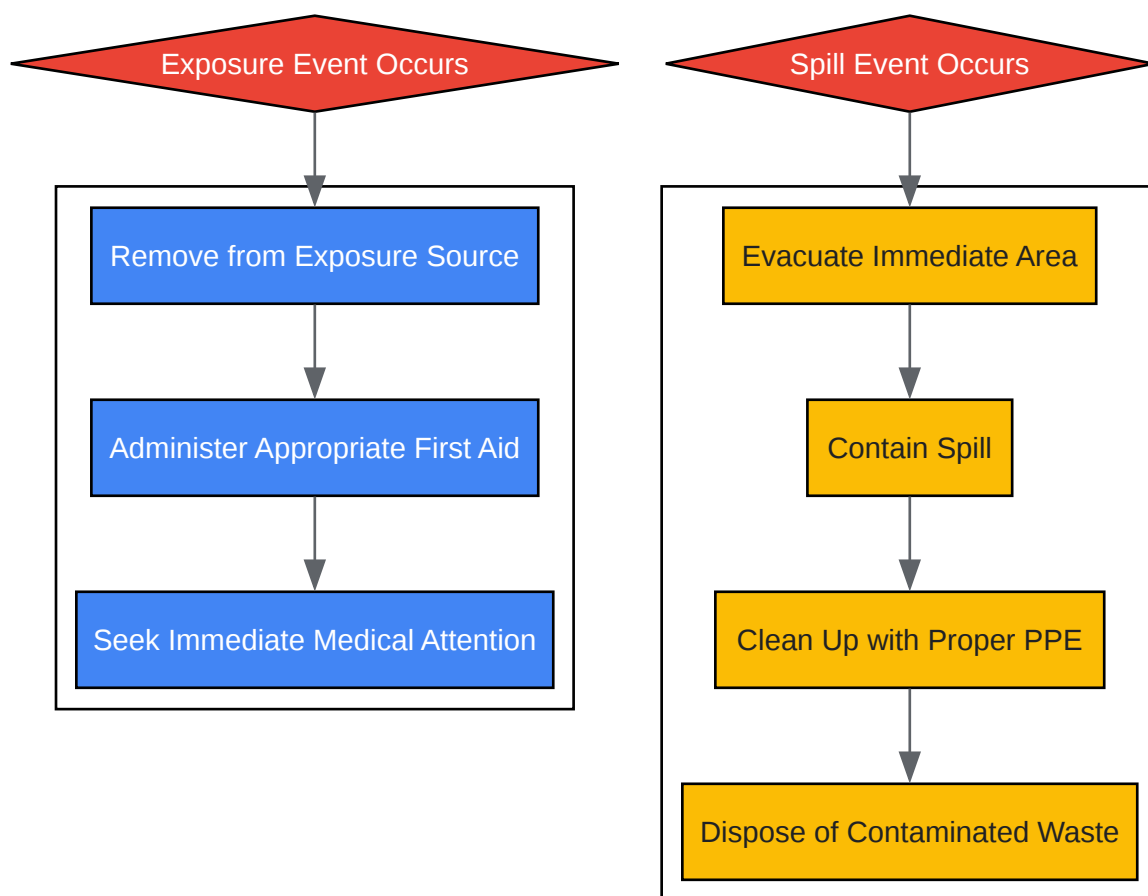 Exposure Event Occurs
Remove from Exposure Source
Administer Appropriate First Aid
Seek Immediate Medical Attention
Spill Event Occurs
Evacuate Immediate Area
Contain Spill
Clean Up with Proper PPE
Dispose of Contaminated Waste